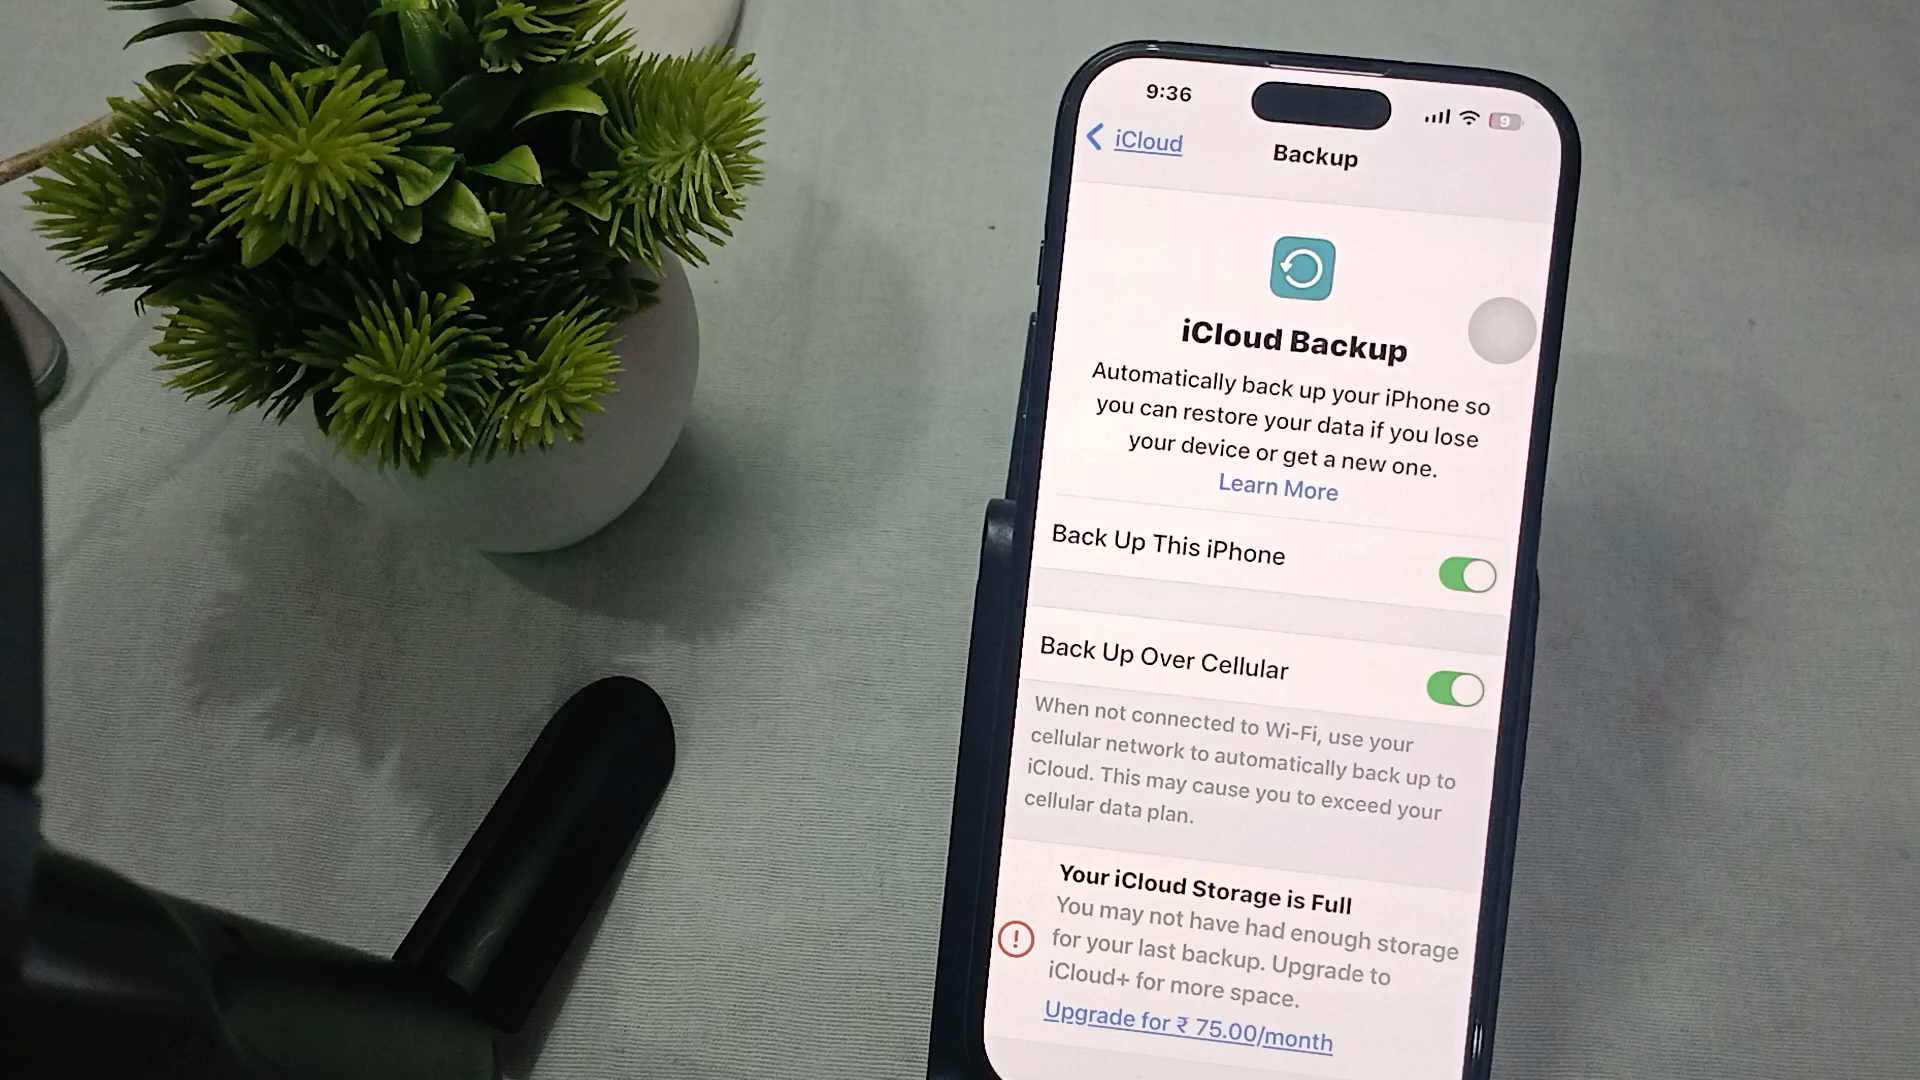 9:36
9
iCloud
Backup
iCloud Backup
Automatically back up your iPhone so
you can restore your data if you lose
your device or get a new one.
Learn More
Back Up This iPhone
Back Up Over Cellular
When not connected to Wi-Fi, use your
cellular network to automatically back up to
iCloud. This may cause you to exceed your
cellular data plan.
Your iCloud Storage is Full
You may not have had enough storage
for your last backup. Upgrade to
iCloud+ for more space.
Upgrade for ₹ 75.00/month